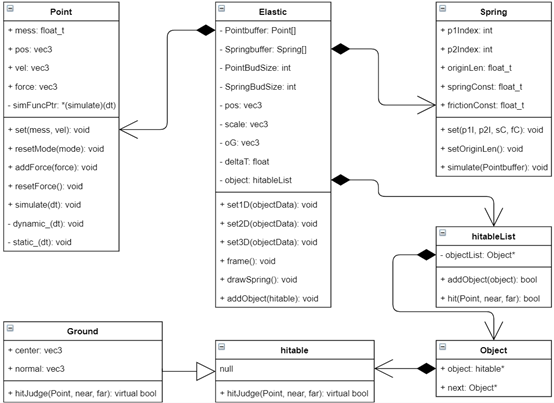 Point
+ mess: float_t
+ pos: vec3
+ vel: vec3
+ force: vec3
- simFuncPtr: *(simulate)(dt)
+ set(mess, vel): void
+ resetMode(mode): void
+ addForce(force): void
+ resetForce(): void
+ simulate(dt): void
- dynamic_(dt): void
- static_(dt): void
Elastic
- Pointbuffer: Point[]
- Springbuffer: Spring[]
- PointBudSize: int
- SpringBudSize: int
- pos: vec3
- scale: vec3
- oG: vec3
- deltaT: float
- object: hitableList
+ set1D(objectData): void
+ set2D(objectData): void
+ set3D(objectData): void
+ frame(): void
+ drawSpring(): void
+ addObject(hitable): void
Spring
+ p1Index: int
+ p2Index: int
+ originLen: float_t
+ springConst: float_t
+ frictionConst: float_t
+ set(p1I, p2I, sC, fC): void
+ setOriginLen(): void
+ simulate(Pointbuffer): void
hitableList
- objectList: Object*
+ addObject(object): bool
+ hit(Point, near, far): bool
Ground
+ center: vec3
+ normal: vec3
+ hitJudge(Point, near, far): virtual bool
hitable
null
+ hitJudge(Point, near, far): virtual bool
Object
+ object: hitable*
+ next: Object*